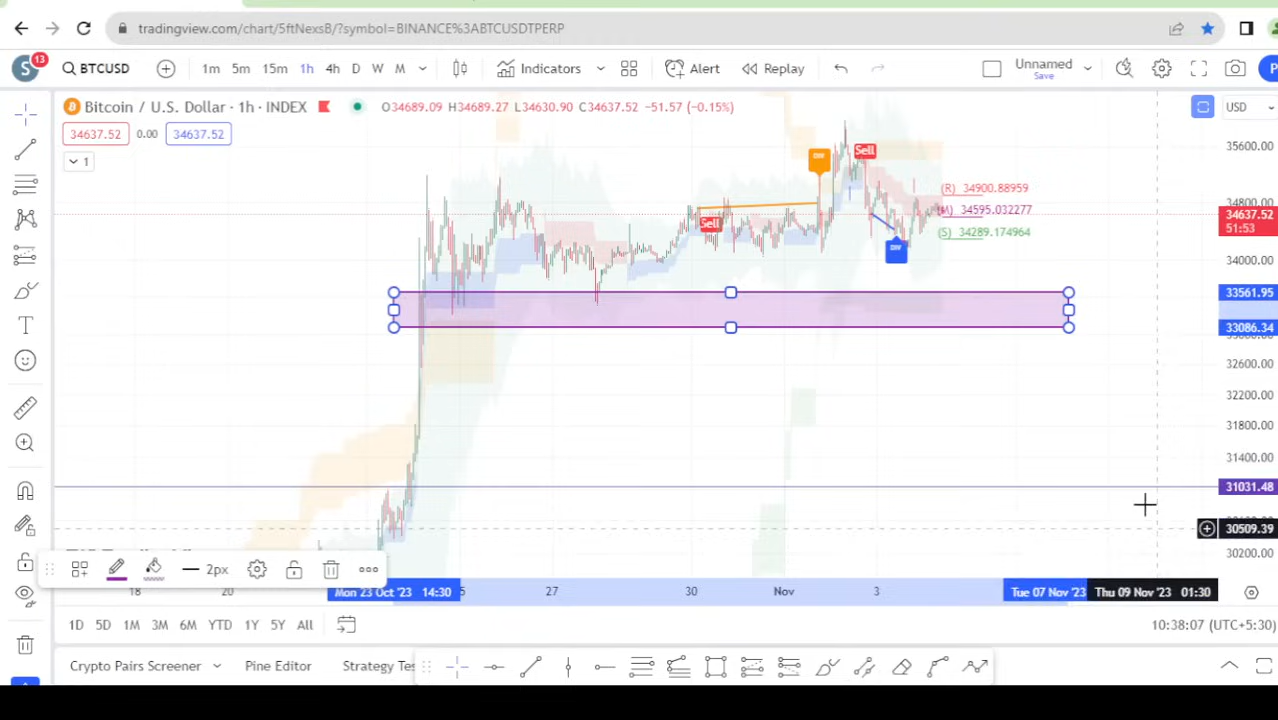 tradingview.com/chart/5ftNexsB/?symbol=BINANCE%3ABTCUSDTPERP
S 13 BTCUSD 1m 5m 15m 1h 4h D W M Indicators Alert Replay Unnamed Save
Bitcoin / U.S. Dollar · 1h · INDEX O34689.09 H34689.27 L34630.90 C34637.52 −51.57 (−0.15%) USD
34637.52 0.00 34637.52
1
35600.00
DIV
Sell
(R) 34900.88959
34800.00
(M) 34595.032277
34637.52
51:53
Sell
(S) 34289.174964
DIV
34000.00
33561.95
33086.34
32600.00
32200.00
31800.00
31400.00
31031.48
30509.39
30200.00
2px
18 20 Mon 23 Oct '23 14:30 5 27 30 Nov 3 Tue 07 Nov '23 Thu 09 Nov '23 01:30
1D 5D 1M 3M 6M YTD 1Y 5Y All 10:38:07 (UTC+5:30)
Crypto Pairs Screener Pine Editor Strategy Tes